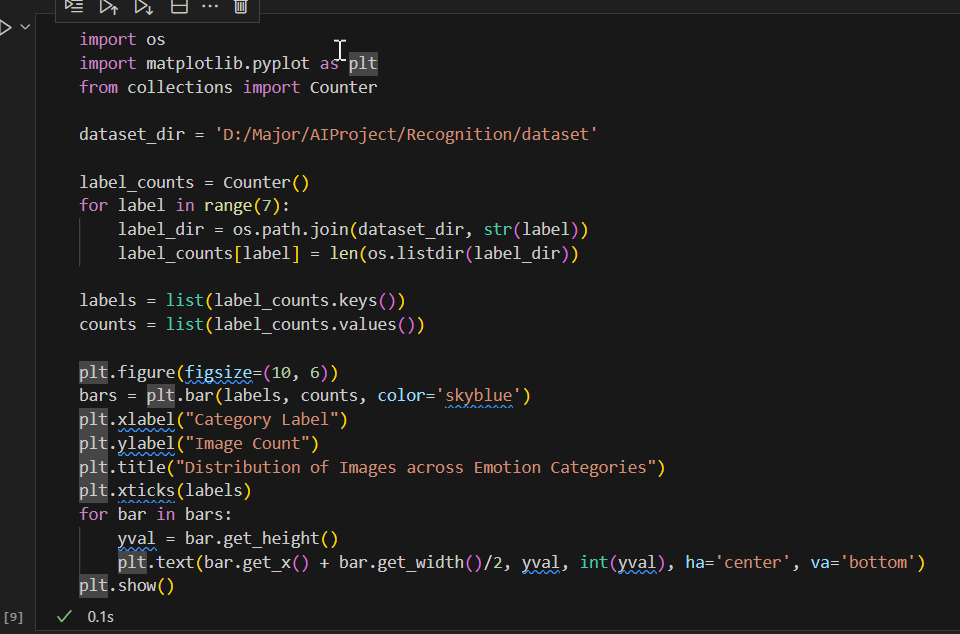 import os
import matplotlib.pyplot as plt
from collections import Counter

dataset_dir = 'D:/Major/AIProject/Recognition/dataset'

label_counts = Counter()
for label in range(7):
    label_dir = os.path.join(dataset_dir, str(label))
    label_counts[label] = len(os.listdir(label_dir))

labels = list(label_counts.keys())
counts = list(label_counts.values())

plt.figure(figsize=(10, 6))
bars = plt.bar(labels, counts, color='skyblue')
plt.xlabel("Category Label")
plt.ylabel("Image Count")
plt.title("Distribution of Images across Emotion Categories")
plt.xticks(labels)
for bar in bars:
    yval = bar.get_height()
    plt.text(bar.get_x() + bar.get_width()/2, yval, int(yval), ha='center', va='bottom')
plt.show()
[9] ✓ 0.1s